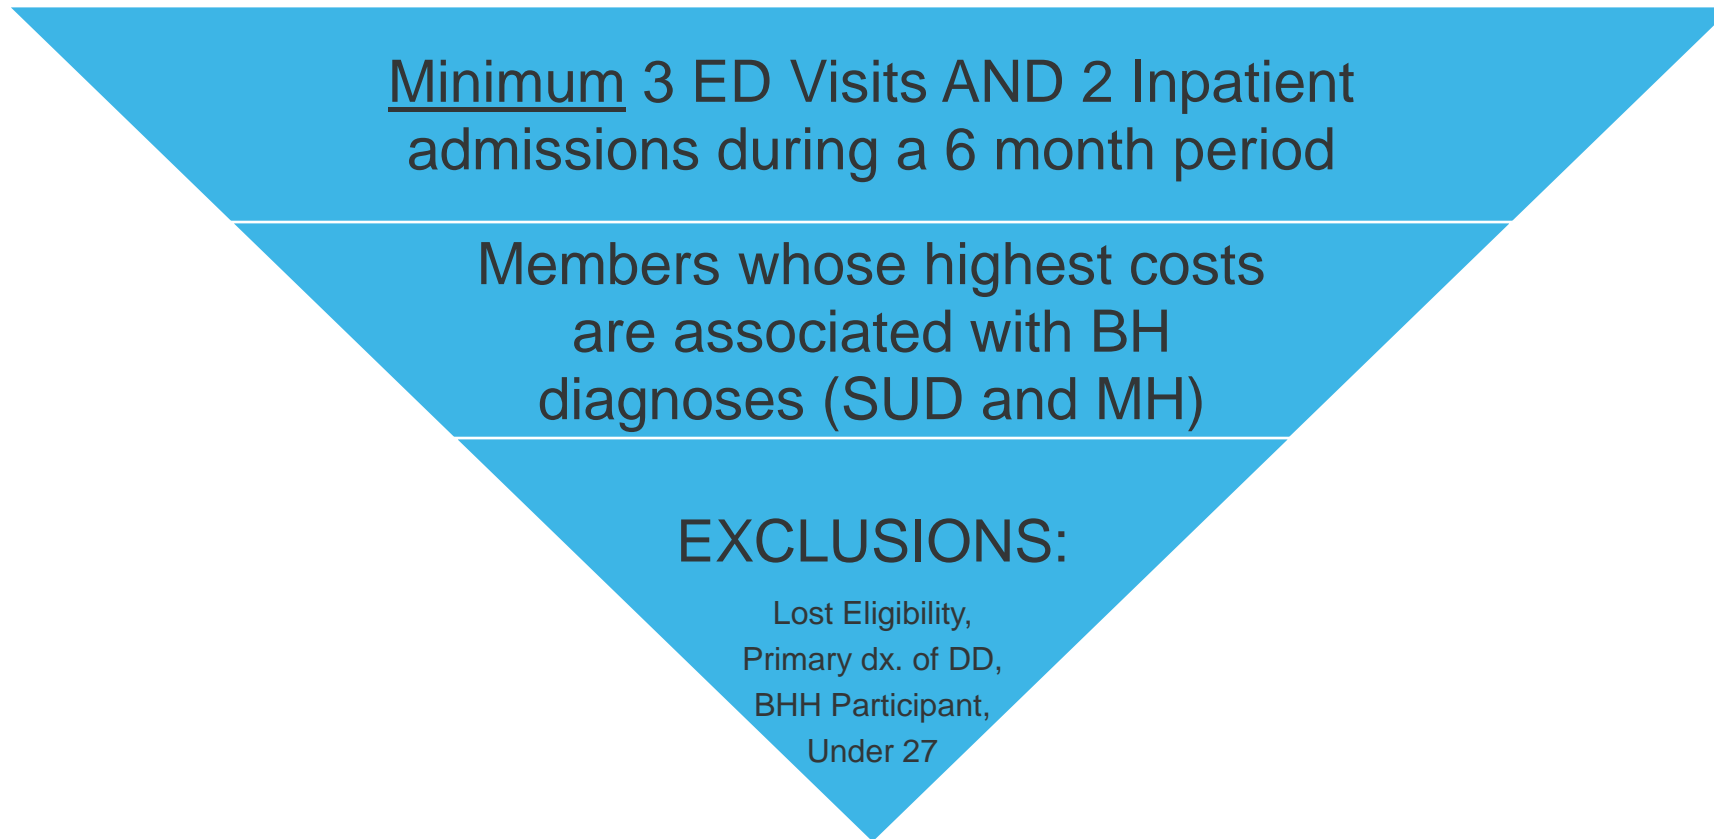 Minimum 3 ED Visits AND 2 Inpatient
admissions during a 6 month period
Members whose highest costs
are associated with BH
diagnoses (SUD and MH)
EXCLUSIONS:
Lost Eligibility,
Primary dx. of DD,
BHH Participant,
Under 27